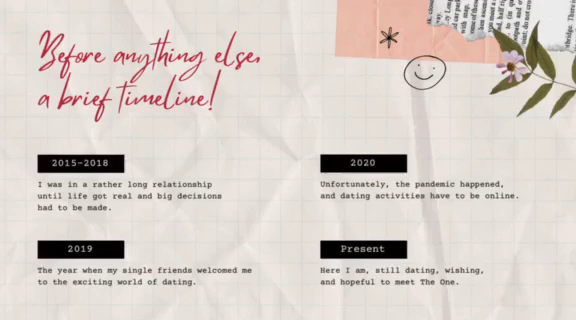 Before anything else,
a brief timeline!
2015-2018
I was in a rather long relationship
until life got real and big decisions
had to be made.
2019
The year when my single friends welcomed me
to the exciting world of dating.
2020
Unfortunately, the pandemic happened,
and dating activities have to be online.
Present
Here I am, still dating, wishing,
and hopeful to meet The One.